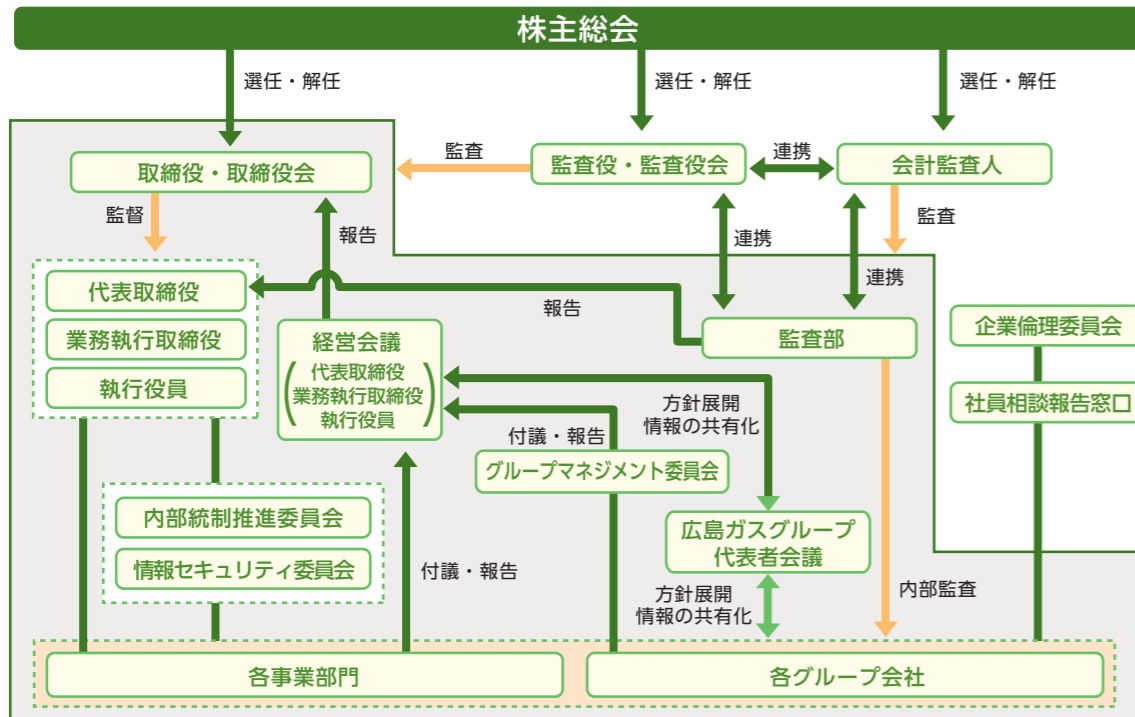 株主総会
選任・解任
選任・解任
選任・解任
取締役・取締役会
監査
監査役・監査役会
連携
会計監査人
監督
報告
連携
監査
連携
代表取締役
業務執行取締役
執行役員
報告
経営会議
代表取締役
業務執行取締役
執行役員
監査部
企業倫理委員会
社員相談報告窓口
方針展開
情報の共有化
付議・報告
グループマネジメント委員会
内部統制推進委員会
情報セキュリティ委員会
付議・報告
広島ガスグループ
代表者会議
方針展開
情報の共有化
内部監査
各事業部門
各グループ会社